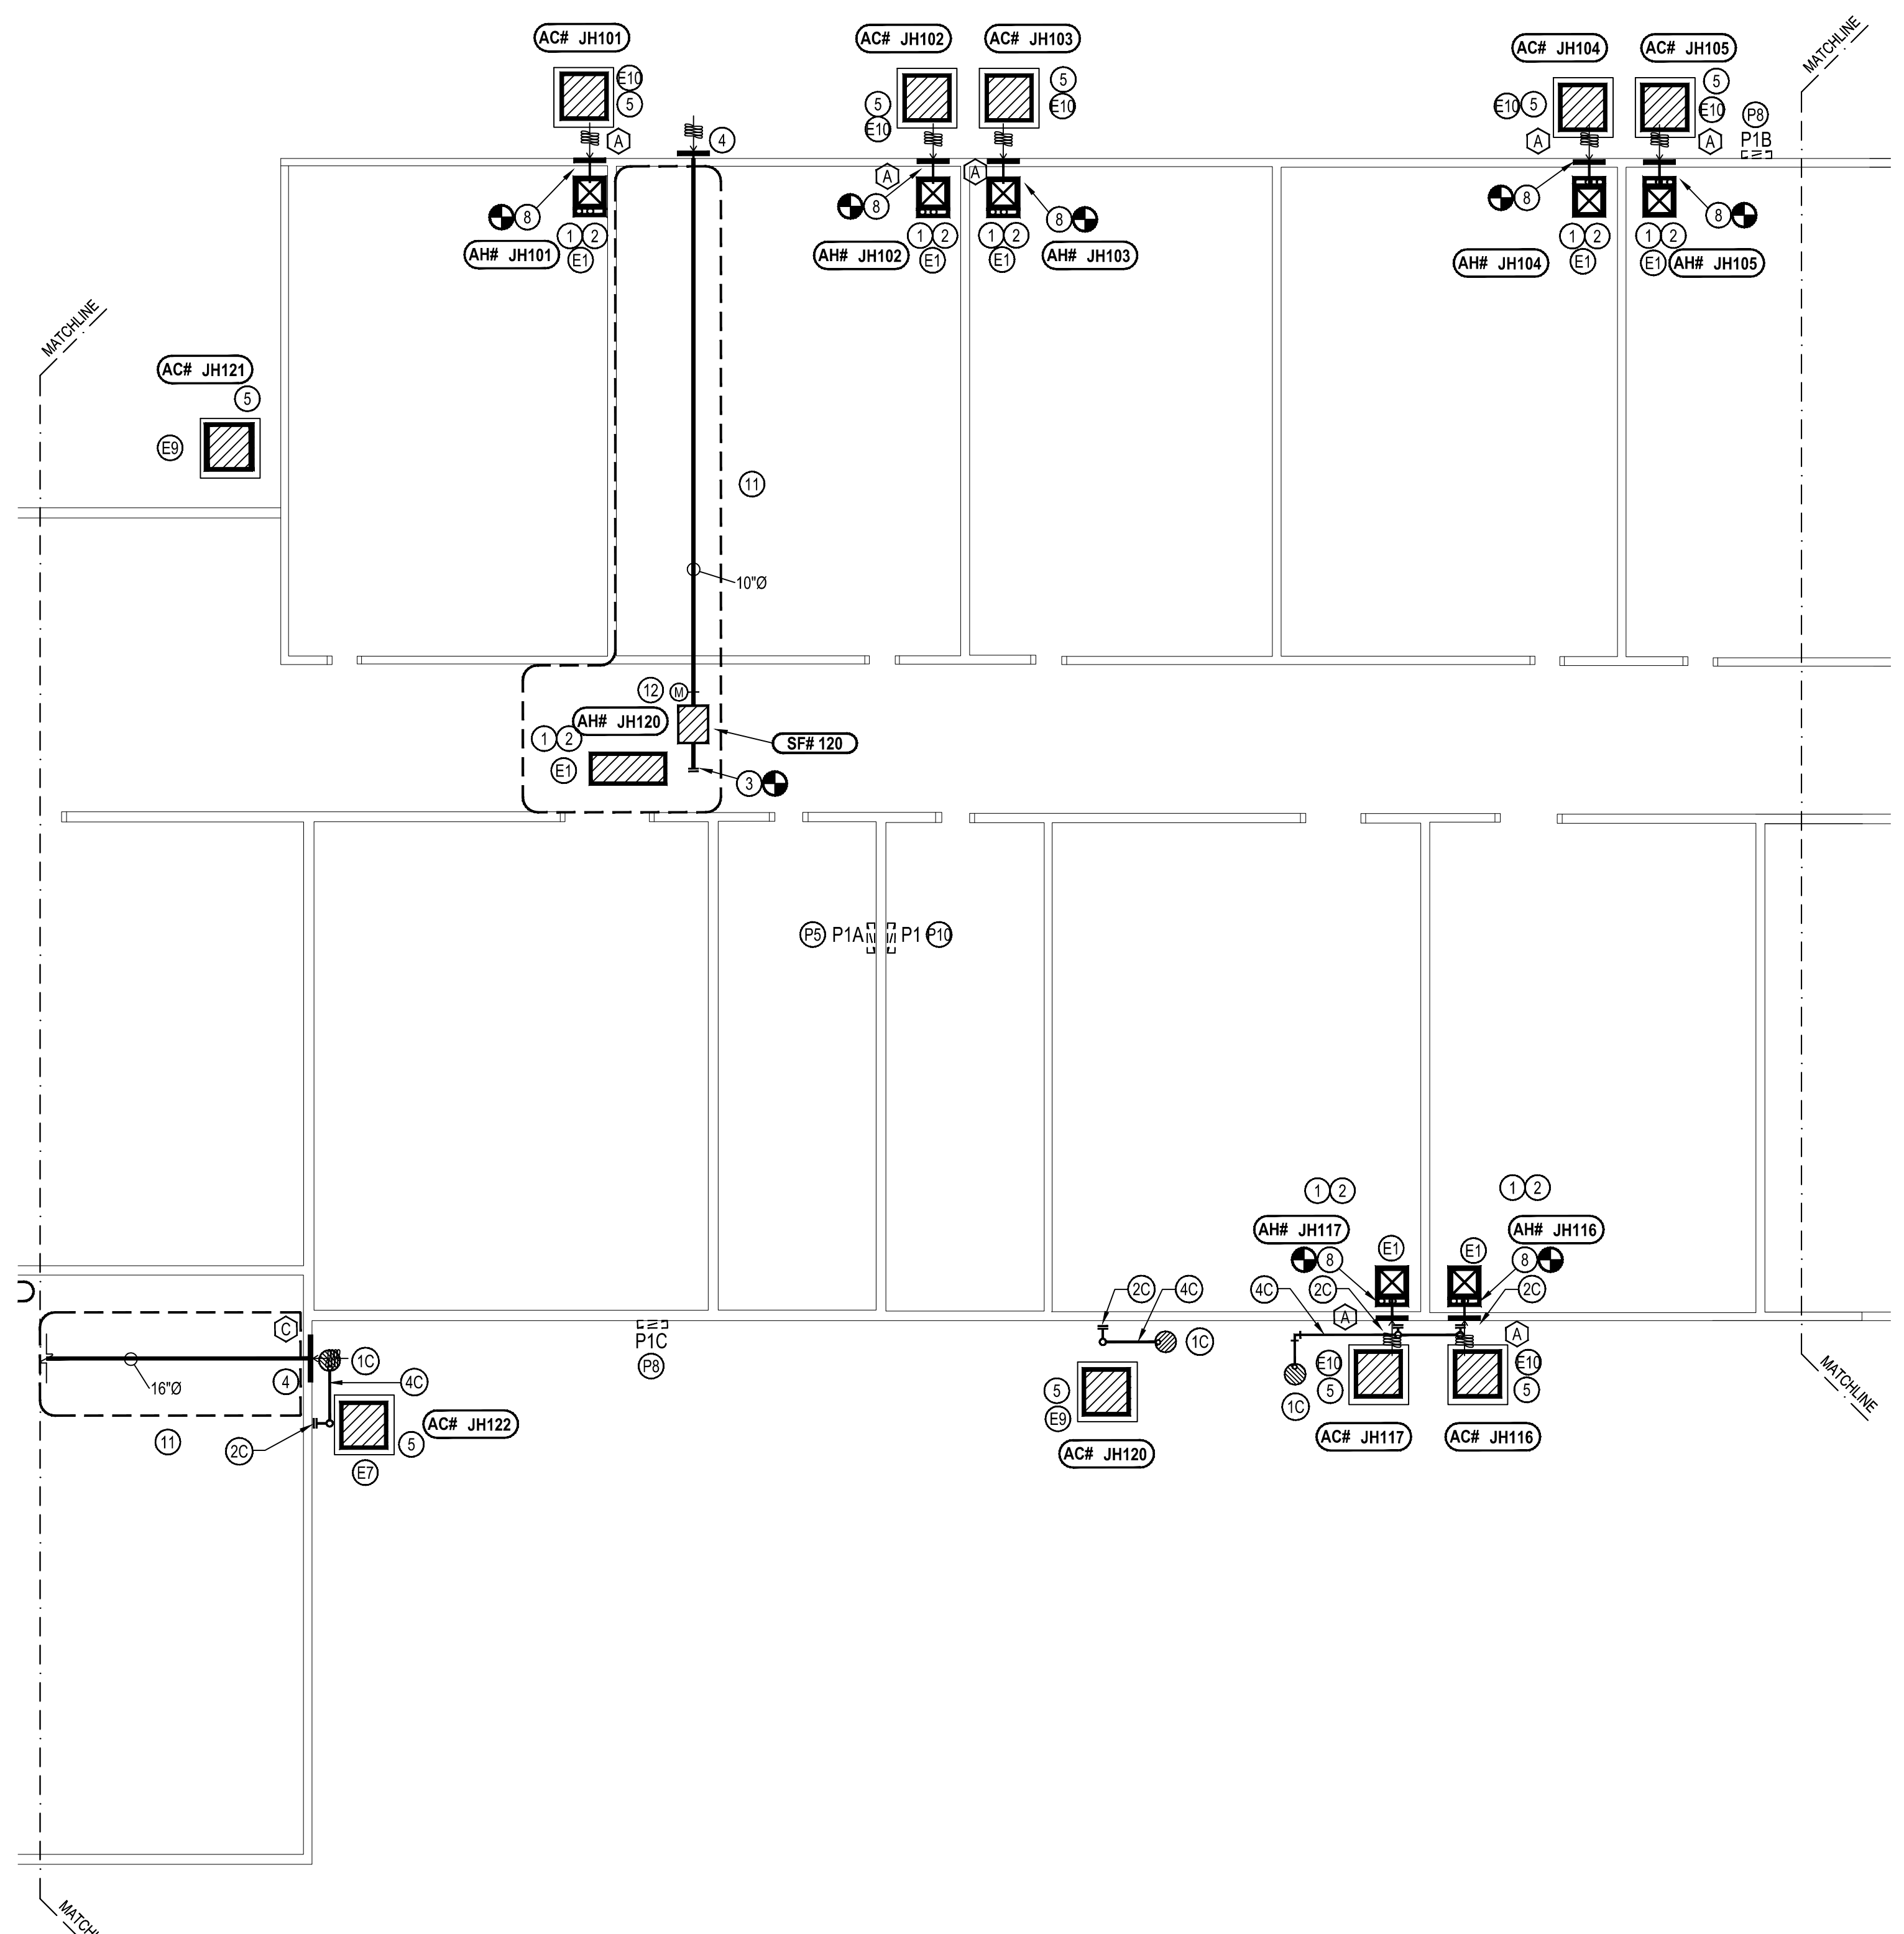 AC# JH101
AC# JH102
AC# JH103
AC# JH104
AC# JH105
MATCHLINE
E10
5
5
E10
5
E10
E10
5
5
E10
P8
P1B
A
4
A
A
A
A
8
8
8
8
8
1 2
1 2
1 2
1 2
1 2
AH# JH101
E1
AH# JH102
E1
E1
AH# JH103
AH# JH104
E1
E1
AH# JH105
MATCHLINE
AC# JH121
5
E9
11
10"Ø
12
M
AH# JH120
1 2
SF# 120
E1
3
P5
P1A
P1
P10
1 2
1 2
AH# JH117
AH# JH116
E1
E1
8
8
2C
4C
4C
2C
2C
C
A
A
P1C
P8
1C
1C
16"Ø
4
1C
4C
E10
5
E10
5
5
E9
1C
11
2C
AC# JH122
5
E7
AC# JH120
AC# JH117
AC# JH116
MATCHLINE